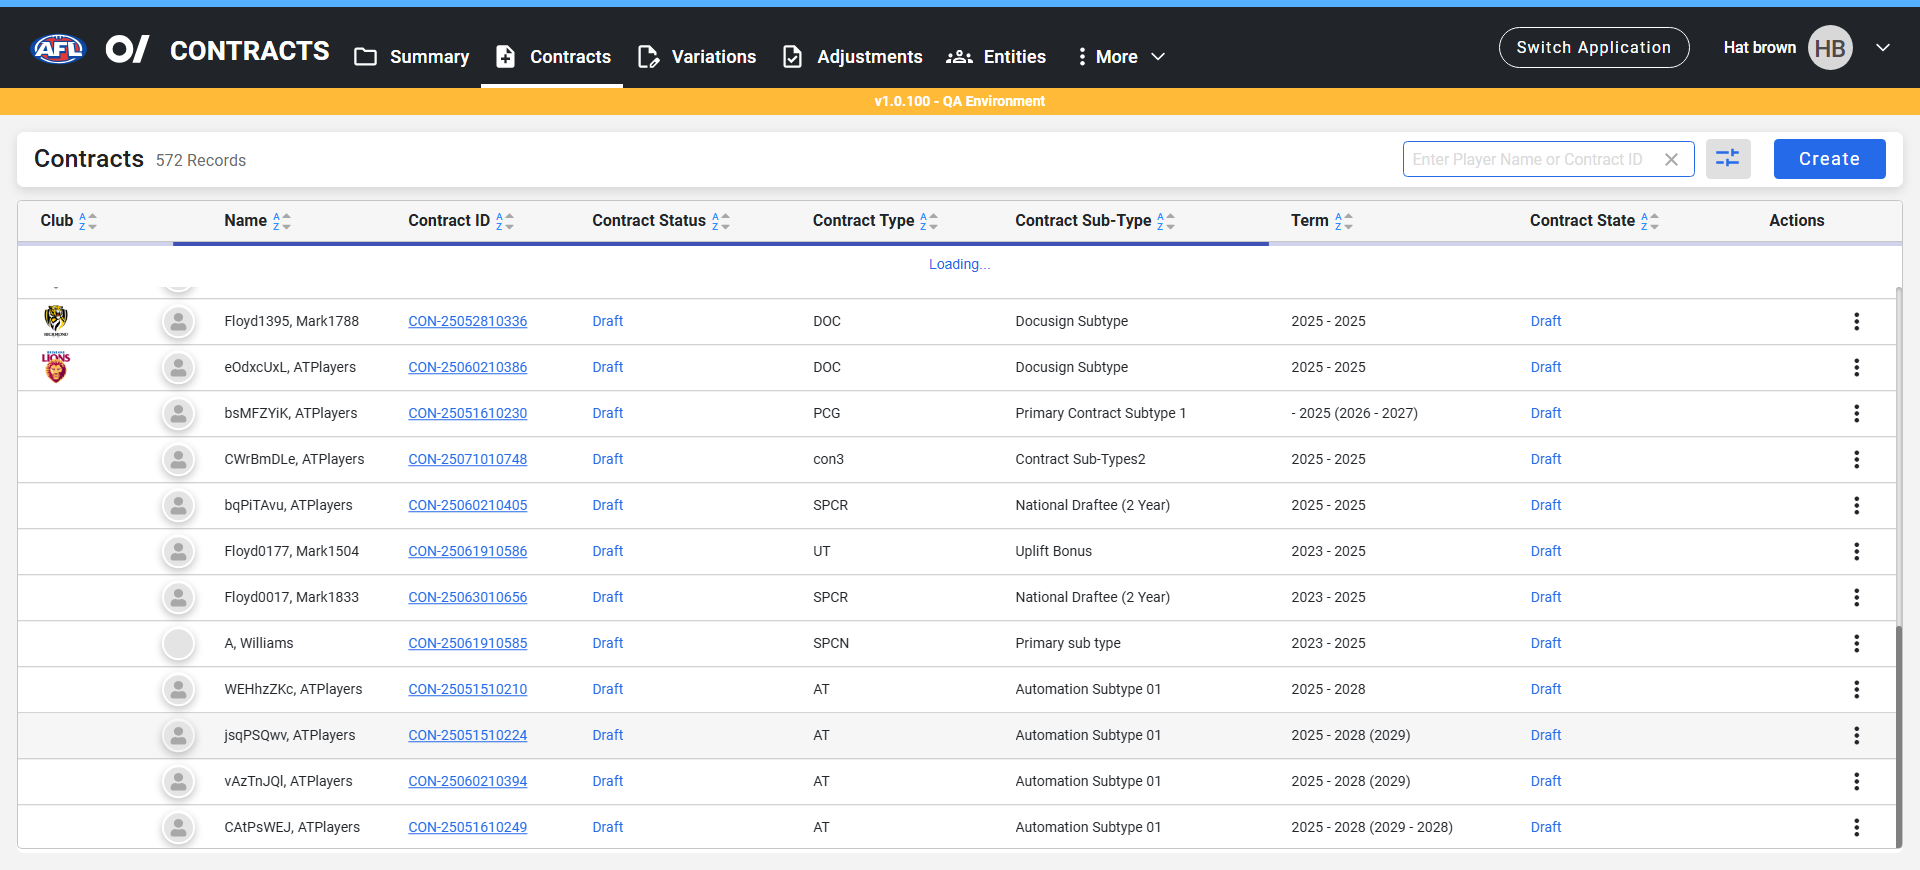 AFL CONTRACTS Summary Contracts Variations Adjustments Entities More Switch Application Hat brown HB
v1.0.100 - QA Environment
Contracts 572 Records Enter Player Name or Contract ID Create
Club Name Contract ID Contract Status Contract Type Contract Sub-Type Term Contract State Actions
Loading...
RICHMOND Floyd1395, Mark1788 CON-25052810336 Draft DOC Docusign Subtype 2025 - 2025 Draft
LIONS eOdxcUxL, ATPlayers CON-25060210386 Draft DOC Docusign Subtype 2025 - 2025 Draft
bsMFZYiK, ATPlayers CON-25051610230 Draft PCG Primary Contract Subtype 1 - 2025 (2026 - 2027) Draft
CWrBmDLe, ATPlayers CON-25071010748 Draft con3 Contract Sub-Types2 2025 - 2025 Draft
bqPiTAvu, ATPlayers CON-25060210405 Draft SPCR National Draftee (2 Year) 2025 - 2025 Draft
Floyd0177, Mark1504 CON-25061910586 Draft UT Uplift Bonus 2023 - 2025 Draft
Floyd0017, Mark1833 CON-25063010656 Draft SPCR National Draftee (2 Year) 2023 - 2025 Draft
A, Williams CON-25061910585 Draft SPCN Primary sub type 2023 - 2025 Draft
WEHhzZKc, ATPlayers CON-25051510210 Draft AT Automation Subtype 01 2025 - 2028 Draft
jsqPSQwv, ATPlayers CON-25051510224 Draft AT Automation Subtype 01 2025 - 2028 (2029) Draft
vAzTnJQl, ATPlayers CON-25060210394 Draft AT Automation Subtype 01 2025 - 2028 (2029) Draft
CAtPsWEJ, ATPlayers CON-25051610249 Draft AT Automation Subtype 01 2025 - 2028 (2029 - 2028) Draft